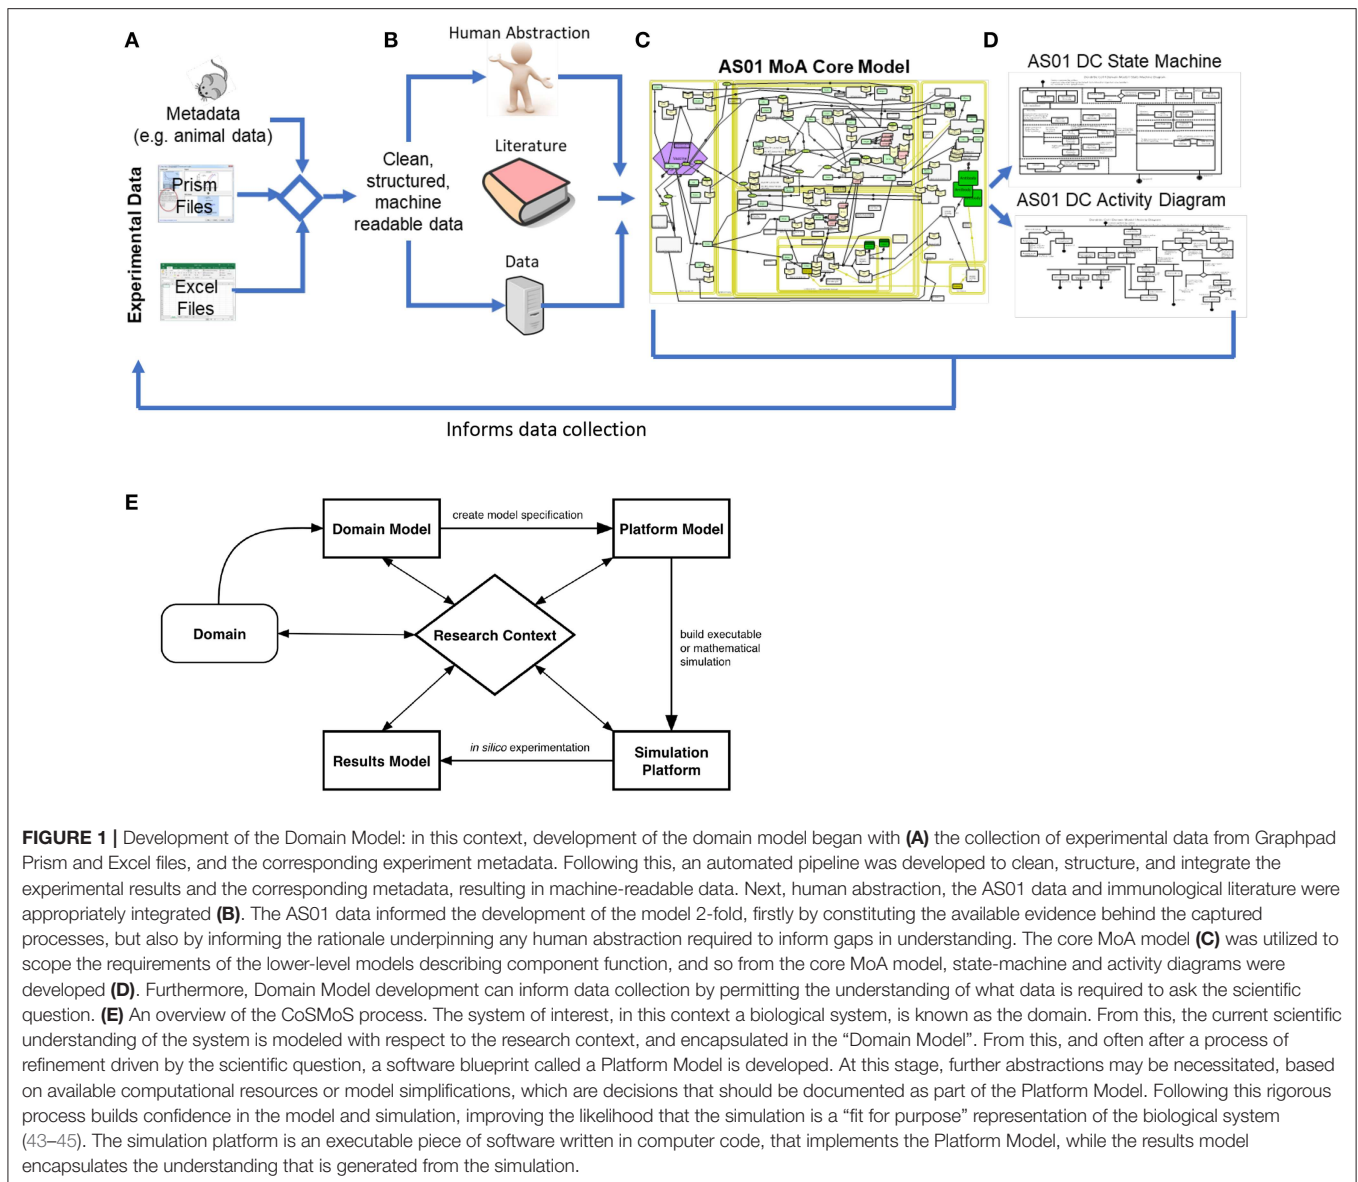 A
B
C
D
Human Abstraction
AS01 MoA Core Model
AS01 DC State Machine
Metadata
(e.g. animal data)
Literature
Experimental Data
Prism
Files
Clean,
structured,
machine
readable data
AS01 DC Activity Diagram
Data
Excel
Files
Informs data collection
E
Domain Model
create model specification
Platform Model
Domain
Research Context
build executable
or mathematical
simulation
Results Model
in silico experimentation
Simulation
Platform
FIGURE 1 | Development of the Domain Model: in this context, development of the domain model began with (A) the collection of experimental data from Graphpad
Prism and Excel files, and the corresponding experiment metadata. Following this, an automated pipeline was developed to clean, structure, and integrate the
experimental results and the corresponding metadata, resulting in machine-readable data. Next, human abstraction, the AS01 data and immunological literature were
appropriately integrated (B). The AS01 data informed the development of the model 2-fold, firstly by constituting the available evidence behind the captured
processes, but also by informing the rationale underpinning any human abstraction required to inform gaps in understanding. The core MoA model (C) was utilized to
scope the requirements of the lower-level models describing component function, and so from the core MoA model, state-machine and activity diagrams were
developed (D). Furthermore, Domain Model development can inform data collection by permitting the understanding of what data is required to ask the scientific
question. (E) An overview of the CoSMoS process. The system of interest, in this context a biological system, is known as the domain. From this, the current scientific
understanding of the system is modeled with respect to the research context, and encapsulated in the “Domain Model”. From this, and often after a process of
refinement driven by the scientific question, a software blueprint called a Platform Model is developed. At this stage, further abstractions may be necessitated, based
on available computational resources or model simplifications, which are decisions that should be documented as part of the Platform Model. Following this rigorous
process builds confidence in the model and simulation, improving the likelihood that the simulation is a “fit for purpose” representation of the biological system
(43–45). The simulation platform is an executable piece of software written in computer code, that implements the Platform Model, while the results model
encapsulates the understanding that is generated from the simulation.